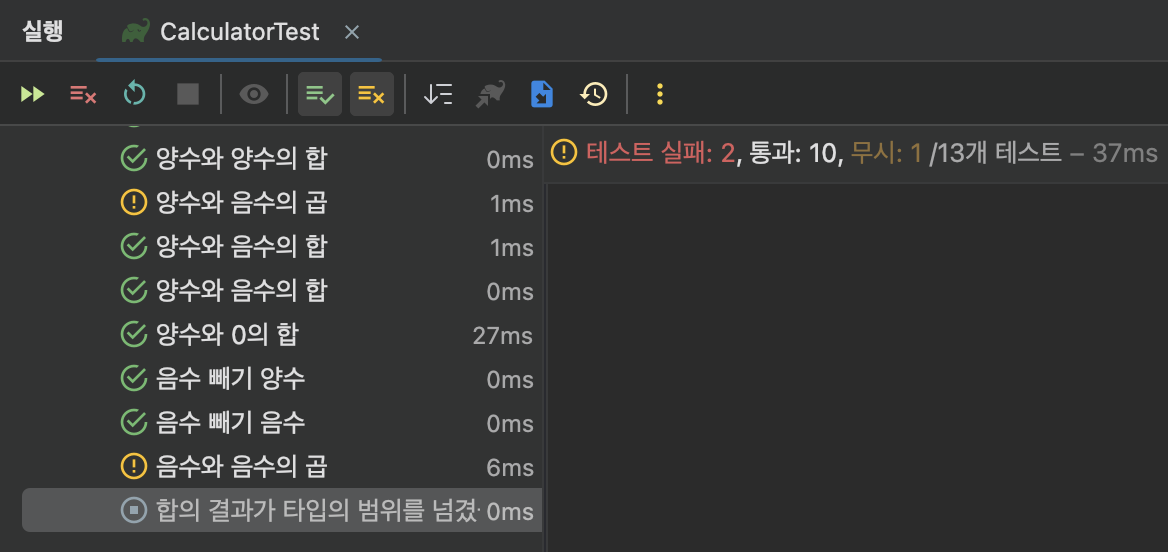 실행 CalculatorTest
양수와 양수의 합 0ms
테스트 실패: 2, 통과: 10, 무시: 1 /13개 테스트 – 37ms
양수와 음수의 곱 1ms
양수와 음수의 합 1ms
양수와 음수의 합 0ms
양수와 0의 합 27ms
음수 빼기 양수 0ms
음수 빼기 음수 0ms
음수와 음수의 곱 6ms
합의 결과가 타입의 범위를 넘겼 0ms